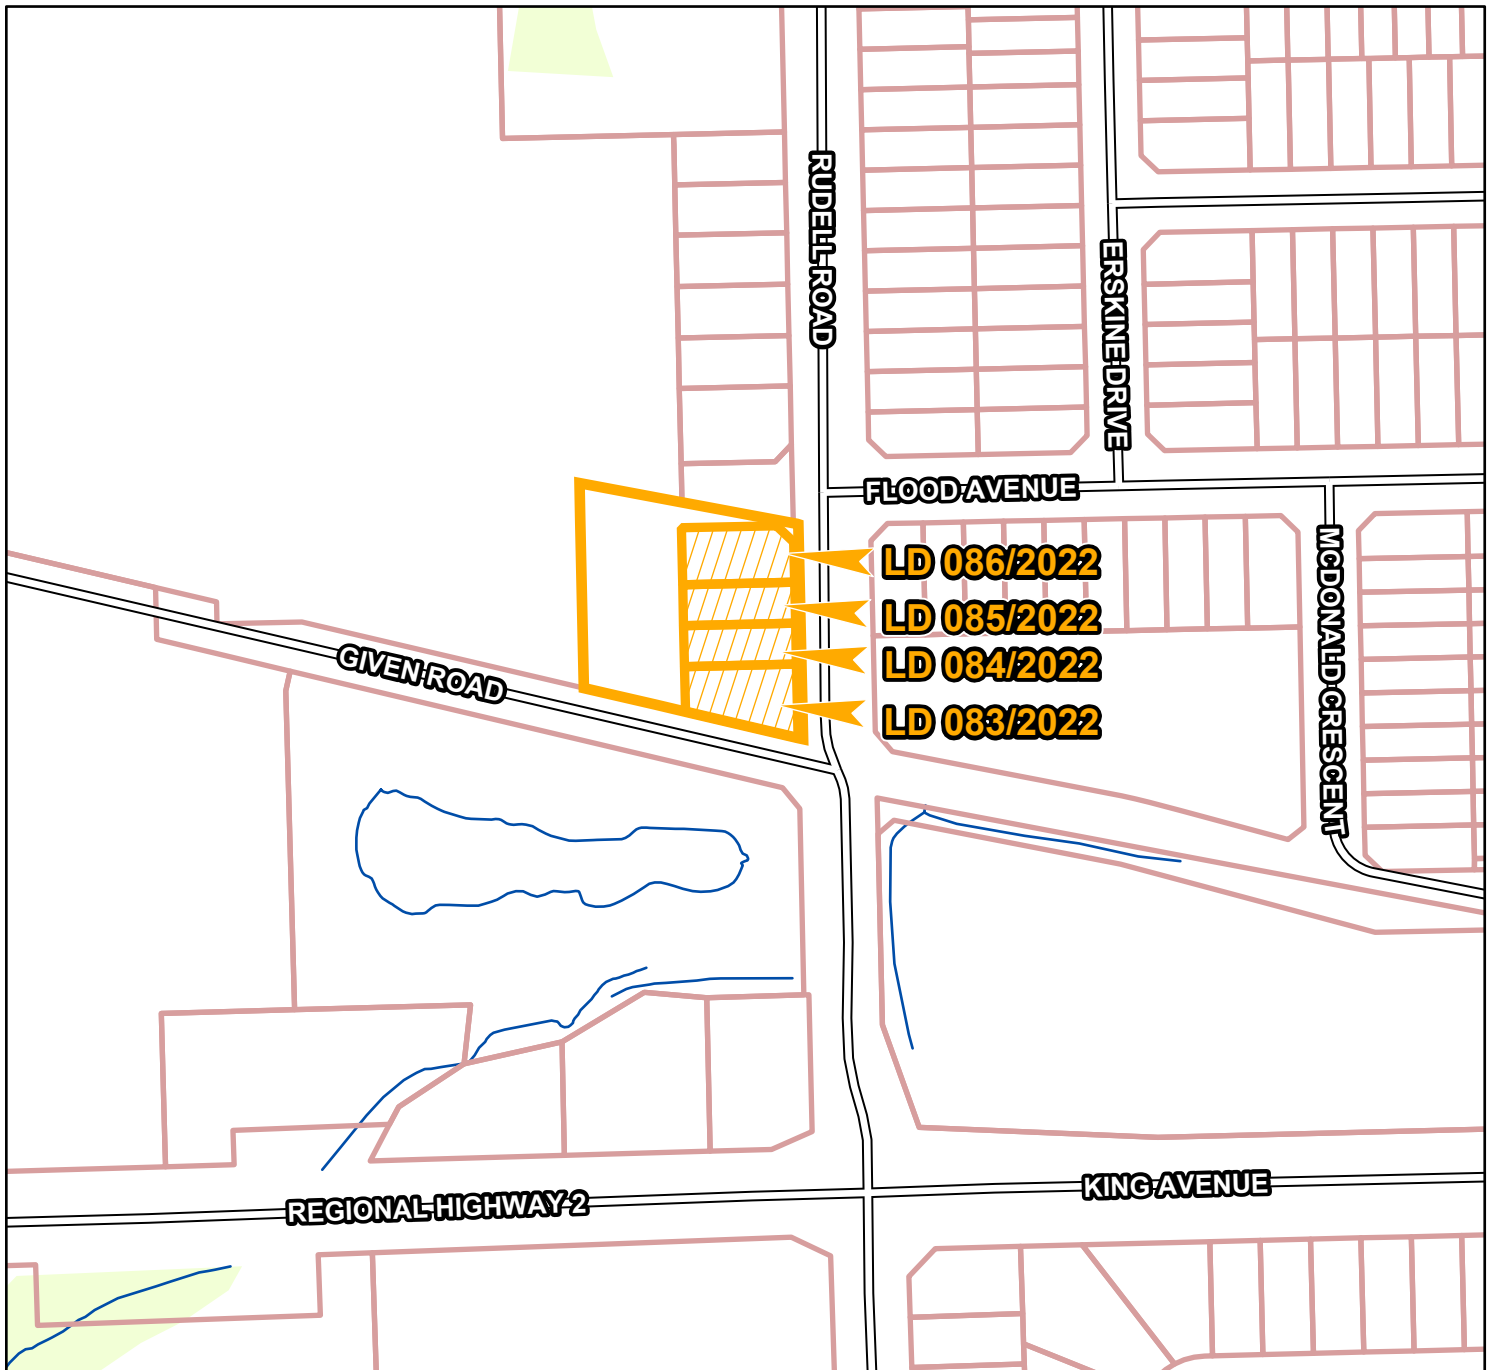 RUDELL ROAD
ERSKINE DRIVE
FLOOD AVENUE
LD 086/2022
LD 085/2022
LD 084/2022
LD 083/2022
MCDONALD CRESCENT
GIVEN ROAD
REGIONAL HIGHWAY 2
KING AVENUE